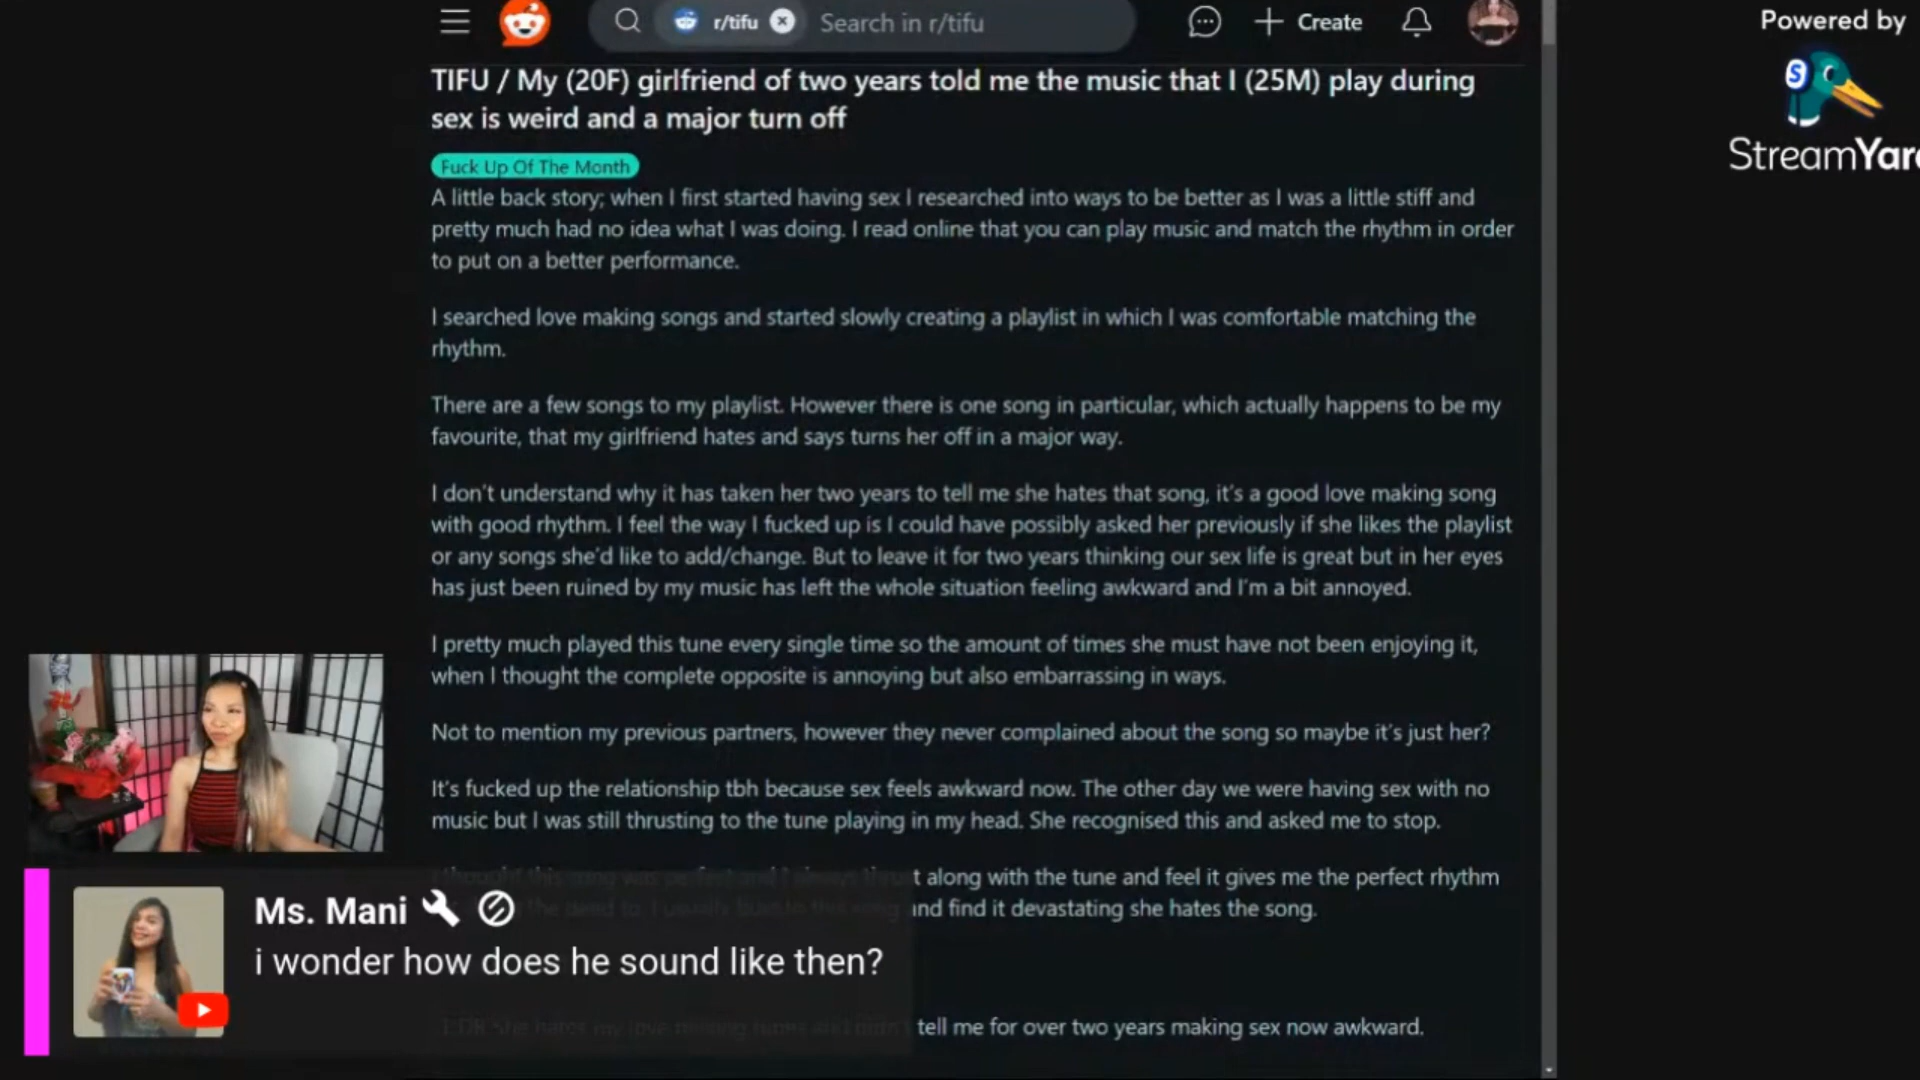 r/tifu
Search in r/tifu
Create
Powered by
StreamYar
TIFU / My (20F) girlfriend of two years told me the music that I (25M) play during
sex is weird and a major turn off
Fuck Up Of The Month
A little back story; when I first started having sex I researched into ways to be better as I was a little stiff and
pretty much had no idea what I was doing. I read online that you can play music and match the rhythm in order
to put on a better performance.
I searched love making songs and started slowly creating a playlist in which I was comfortable matching the
rhythm.
There are a few songs to my playlist. However there is one song in particular, which actually happens to be my
favourite, that my girlfriend hates and says turns her off in a major way.
I don't understand why it has taken her two years to tell me she hates that song, it's a good love making song
with good rhythm. I feel the way I fucked up is I could have possibly asked her previously if she likes the playlist
or any songs she'd like to add/change. But to leave it for two years thinking our sex life is great but in her eyes
has just been ruined by my music has left the whole situation feeling awkward and I'm a bit annoyed.
I pretty much played this tune every single time so the amount of times she must have not been enjoying it,
when I thought the complete opposite is annoying but also embarrassing in ways.
Not to mention my previous partners, however they never complained about the song so maybe it's just her?
It's fucked up the relationship tbh because sex feels awkward now. The other day we were having sex with no
music but I was still thrusting to the tune playing in my head. She recognised this and asked me to stop.
t along with the tune and feel it gives me the perfect rhythm
and find it devastating she hates the song.
tell me for over two years making sex now awkward.
Ms. Mani
i wonder how does he sound like then?